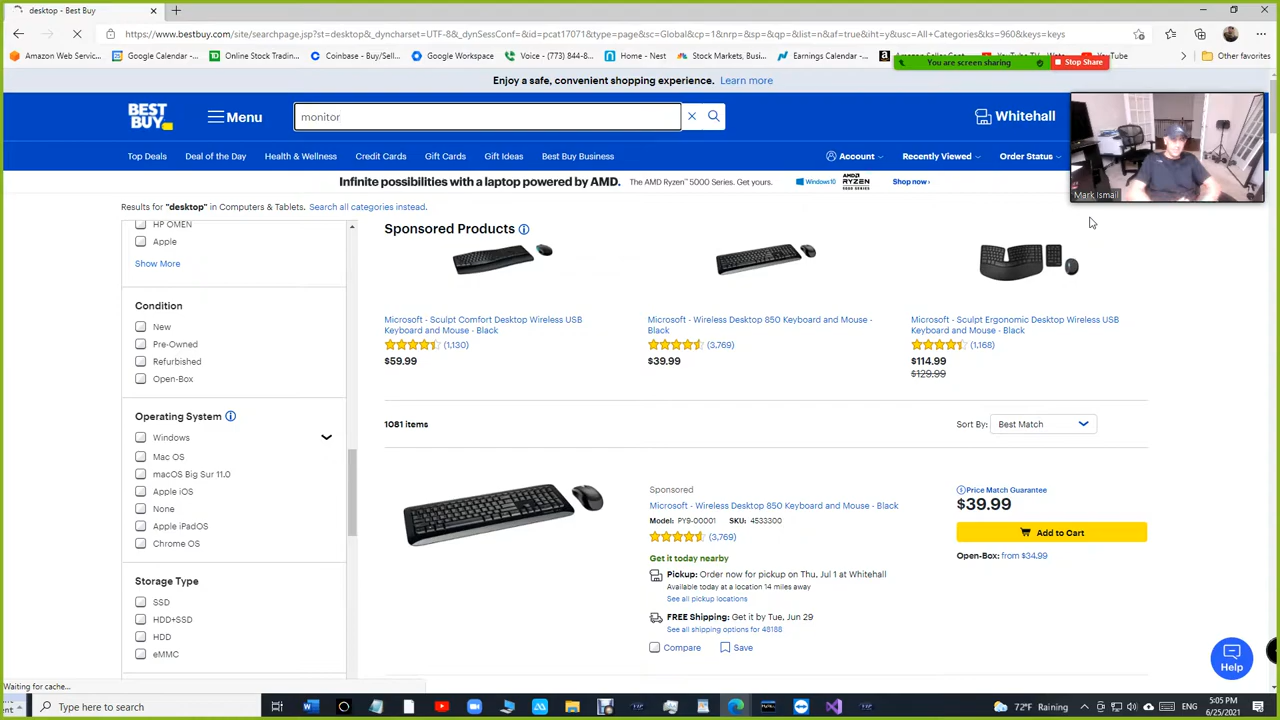 desktop - Best Buy
https://www.bestbuy.com/site/searchpage.jsp?st=desktop&_dyncharset=UTF-8&_dynSessConf=&id=pcat17071&type=page&sc=Global&cp=1&nrp=&sp=&qp=&list=n&af=true&iht=y&usc=All+Categories&ks=960&keys=keys
Amazon Web Servic...
Google Calendar -...
Online Stock Tradin...
Coinbase - Buy/Sell...
Google Workspace
Voice - (773) 844-8...
Home - Nest
Stock Markets, Busi...
Earnings Calendar...
Other favorites
You are screen sharing
Stop Share
Enjoy a safe, convenient shopping experience. Learn more
BEST BUY
Menu
monitor
Whitehall
Top Deals
Deal of the Day
Health & Wellness
Credit Cards
Gift Cards
Gift Ideas
Best Buy Business
Account
Recently Viewed
Order Status
Mark Ismail
Infinite possibilities with a laptop powered by AMD. The AMD Ryzen™ 5000 Series. Get yours.
Windows10
AMD RYZEN
5000 SERIES
Shop now›
Results for "desktop" in Computers & Tablets. Search all categories instead.
HP OMEN
Apple
Show More
Condition
New
Pre-Owned
Refurbished
Open-Box
Operating System
Windows
Mac OS
macOS Big Sur 11.0
Apple iOS
None
Apple iPadOS
Chrome OS
Storage Type
SSD
HDD+SSD
HDD
eMMC
Sponsored Products
Microsoft - Sculpt Comfort Desktop Wireless USB
Keyboard and Mouse - Black
(1,130)
$59.99
Microsoft - Wireless Desktop 850 Keyboard and Mouse -
Black
(3,769)
$39.99
Microsoft - Sculpt Ergonomic Desktop Wireless USB
Keyboard and Mouse - Black
(1,168)
$114.99
$129.99
1081 items
Sort By: Best Match
Sponsored
Microsoft - Wireless Desktop 850 Keyboard and Mouse - Black
Model: PY9-00001 SKU: 4533300
(3,769)
Get it today nearby
Pickup: Order now for pickup on Thu, Jul 1 at Whitehall
Available today at a location 14 miles away
See all pickup locations
FREE Shipping: Get it by Tue, Jun 29
See all shipping options for 48188
Compare
Save
Price Match Guarantee
$39.99
Add to Cart
Open-Box: from $34.99
Help
Waiting for cache...
Type here to search
72°F Raining
ENG
5:05 PM
6/25/2021